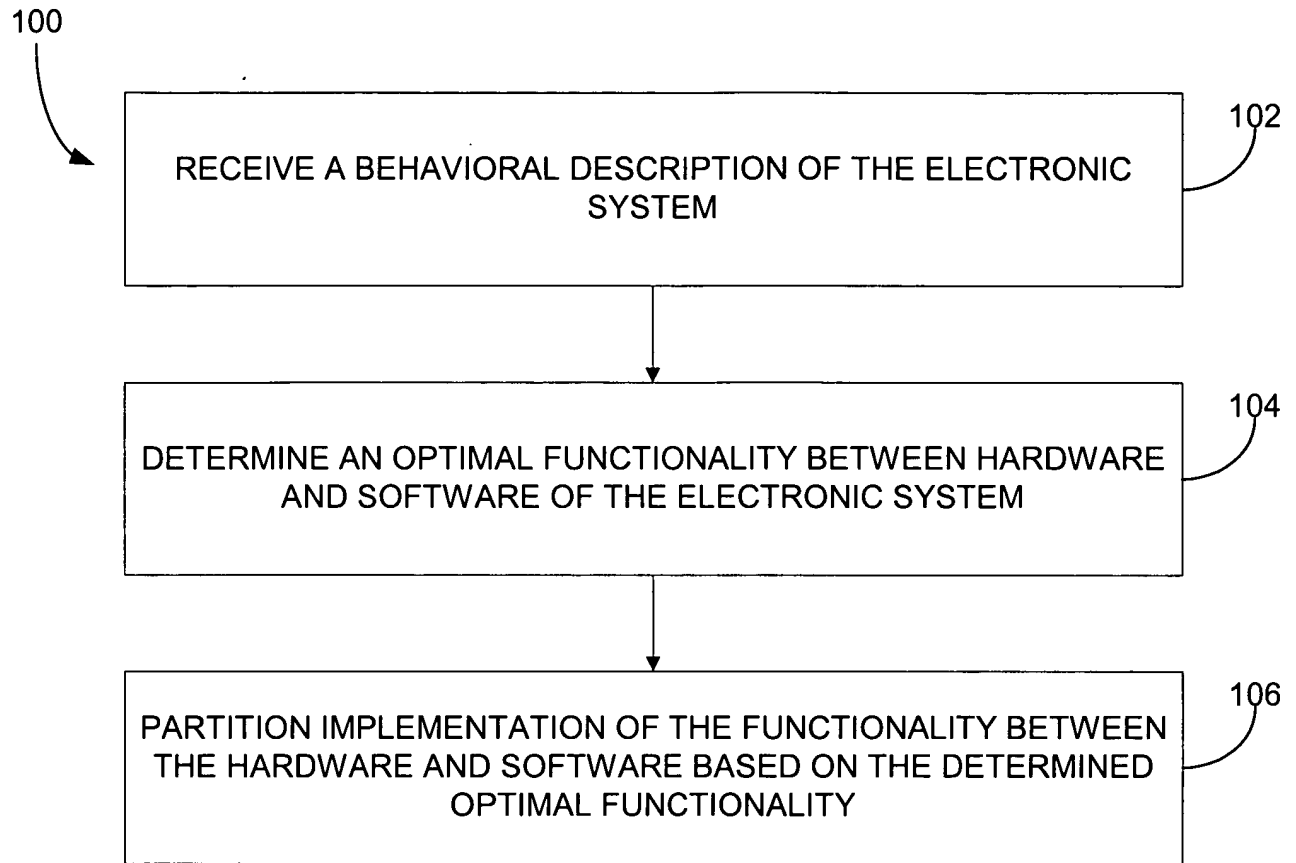 100
102
RECEIVE A BEHAVIORAL DESCRIPTION OF THE ELECTRONIC
SYSTEM
104
DETERMINE AN OPTIMAL FUNCTIONALITY BETWEEN HARDWARE
AND SOFTWARE OF THE ELECTRONIC SYSTEM
106
PARTITION IMPLEMENTATION OF THE FUNCTIONALITY BETWEEN
THE HARDWARE AND SOFTWARE BASED ON THE DETERMINED
OPTIMAL FUNCTIONALITY